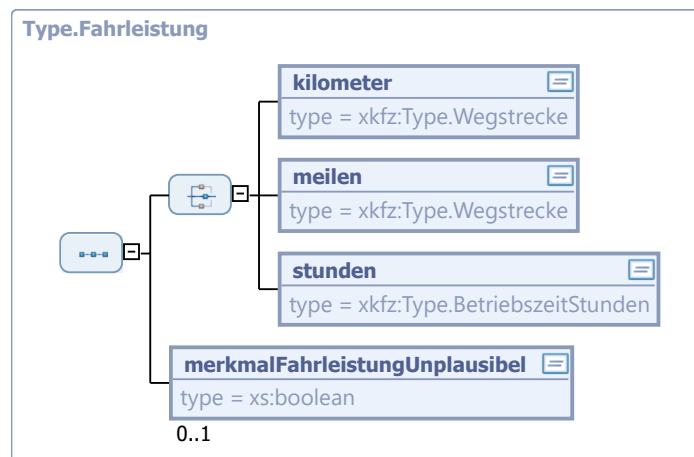 Type.Fahrleistung
kilometer
type = xkfz:Type.Wegstrecke
meilen
type = xkfz:Type.Wegstrecke
stunden
type = xkfz:Type.BetriebszeitStunden
merkmalFahrleistungUnplausibel
type = xs:boolean
0..1